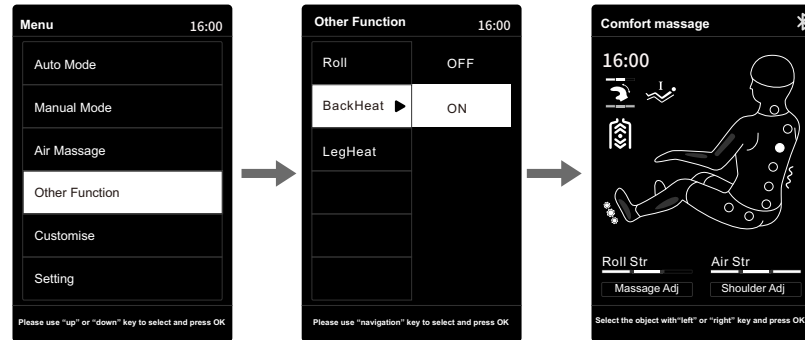 Menu 16:00
Auto Mode
Manual Mode
Air Massage
Other Function
Customise
Setting
Please use “up” or “down” key to select and press OK
Other Function 16:00
Roll OFF
BackHeat ON
LegHeat
Please use “navigation” key to select and press OK
Comfort massage
16:00
I
Roll Str Air Str
Massage Adj Shoulder Adj
Select the object with“left” or “right” key and press OK